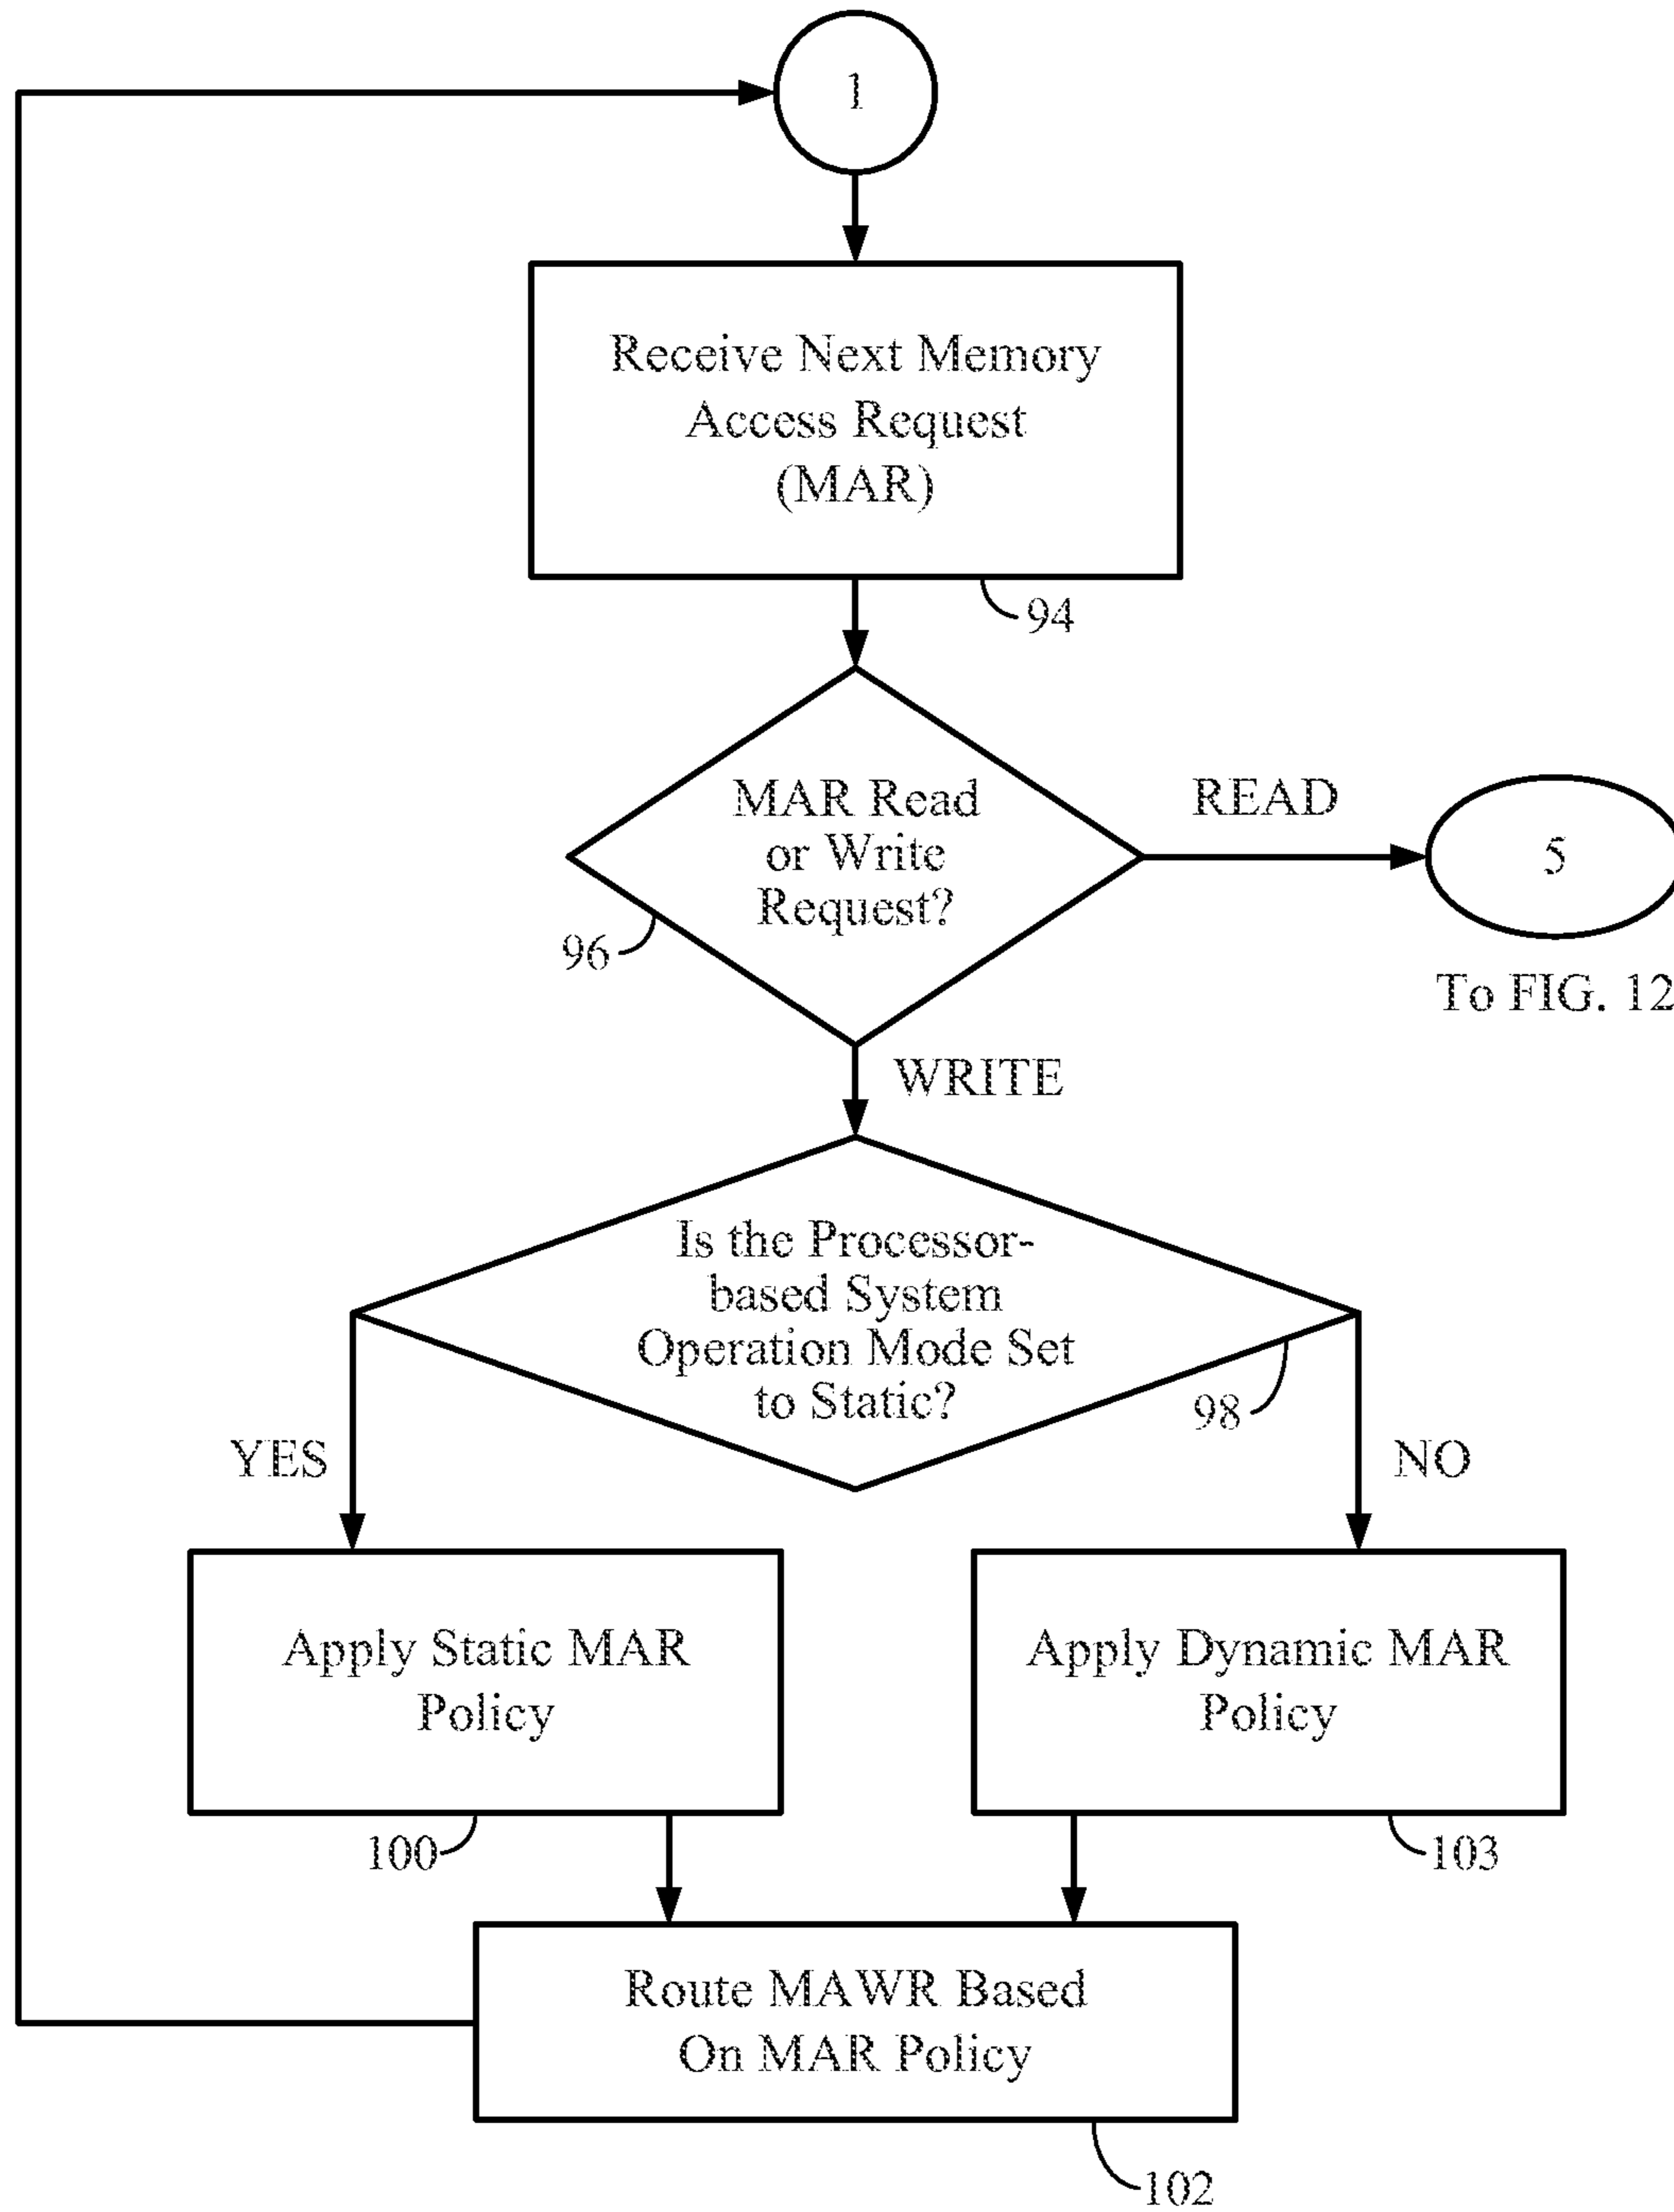 1
Receive Next Memory
Access Request
(MAR)
94
MAR Read
or Write
Request?
READ
5
96
To FIG. 12
WRITE
Is the Processor-
based System
Operation Mode Set
to Static?
98
YES
NO
Apply Static MAR
Policy
Apply Dynamic MAR
Policy
100
103
Route MAWR Based
On MAR Policy
102